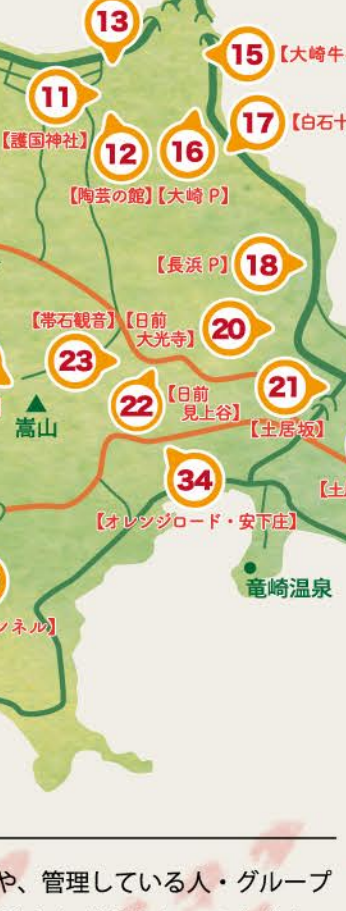 13
15
【大崎牛
11
17
【白石
【護国神社】
12
16
【陶芸の館】【大崎 P】
【長浜 P】
18
【帯石観音】
【日前
大光寺】
20
23
22
【日前
見上谷】
21
嵩山
【土居坂】
34
【土
【オレンジロード・安下庄】
竜崎温泉
ンネル】
や、管理している人・グループ